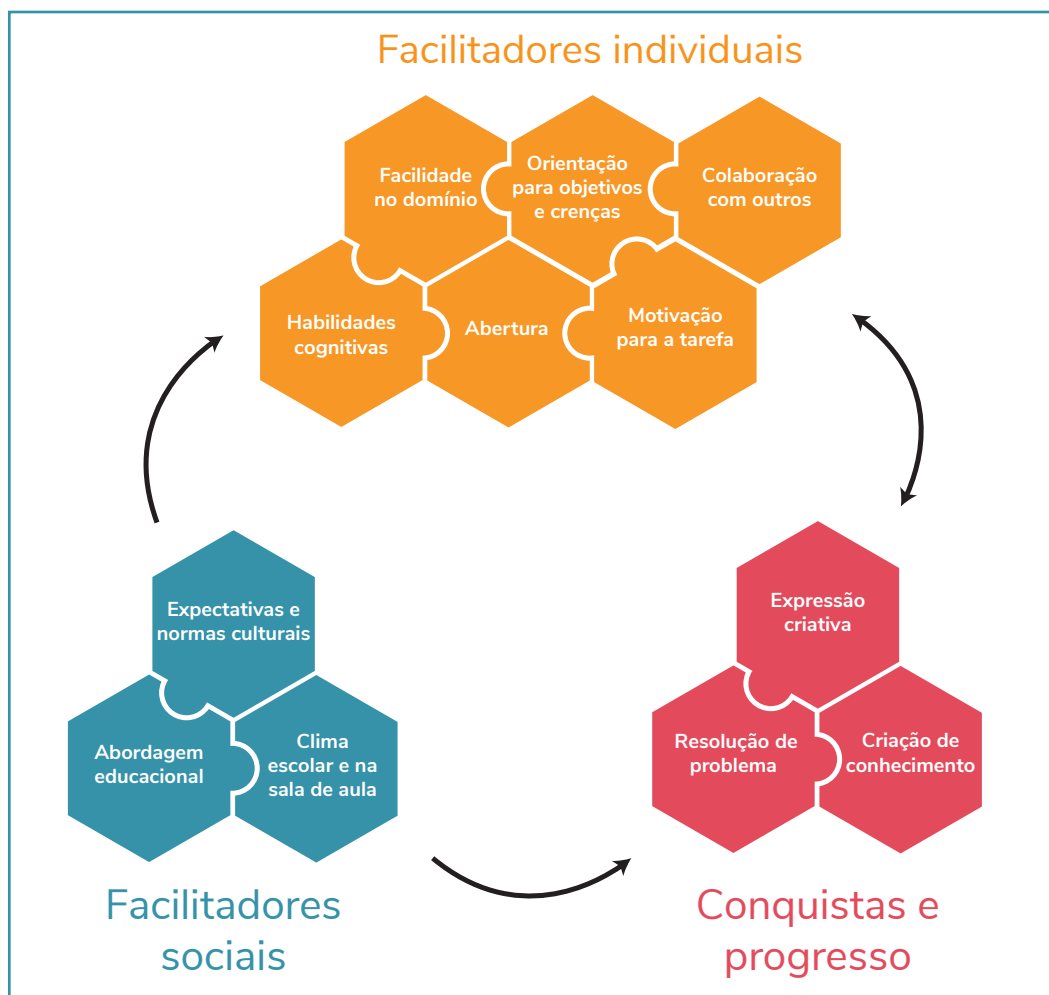 Facilitadores individuais
Facilidade
no domínio
Orientação
para objetivos
e crenças
Colaboração
com outros
Habilidades
cognitivas
Abertura
Motivação
para a tarefa
Expectativas e
normas culturais
Abordagem
educacional
Clima
escolar e na
sala de aula
Facilitadores
sociais
Expressão
criativa
Resolução de
problema
Criação de
conhecimento
Conquistas e
progresso